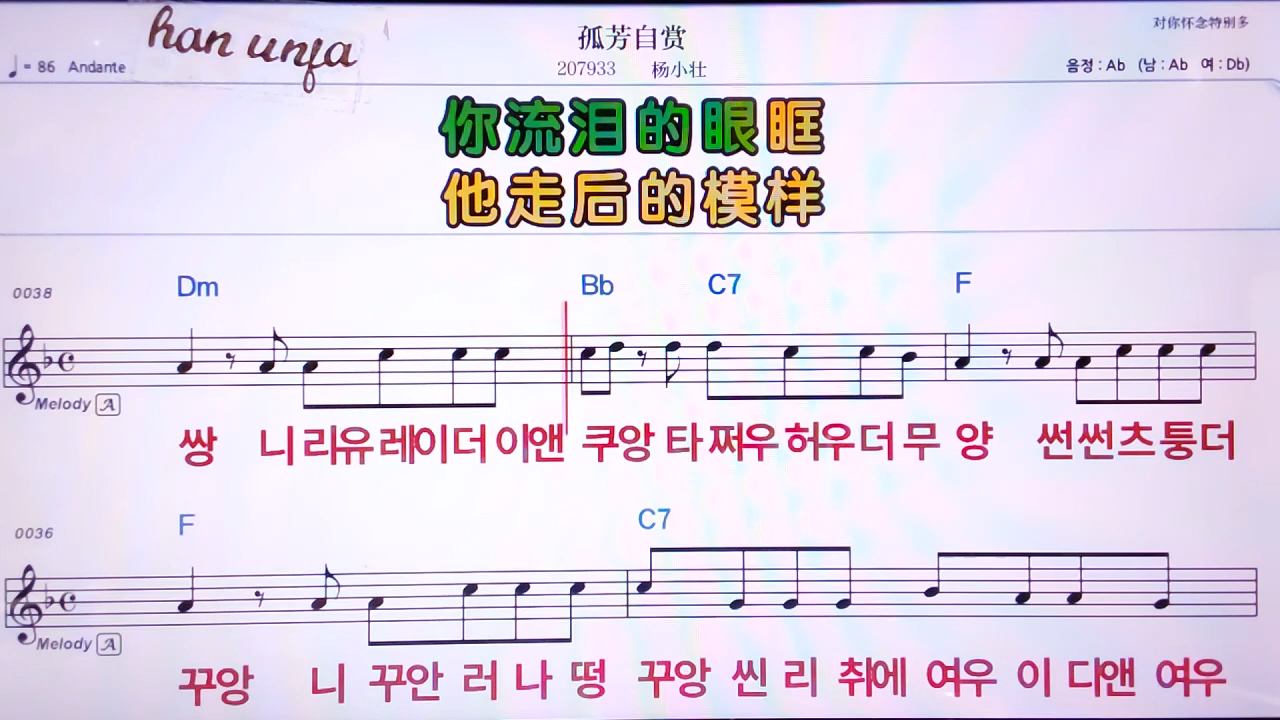 han unja
孤芳自赏
对你怀念特别多
♩= 86 Andante
207933 杨小壮
음정 : Ab (남 : Ab 여 : Db)
你流泪的眼眶
他走后的模样
0038
Dm Bb C7 F
Melody A
쌍 니 리유 레이 더 이앤 쿠앙 타 쩌우 허우 더 무 양 썬 썬 츠 퉁 더
0036
F C7
Melody A
꾸앙 니 꾸안 러 나 떵 꾸앙 씬 리 취에 여우 이 디앤 여우